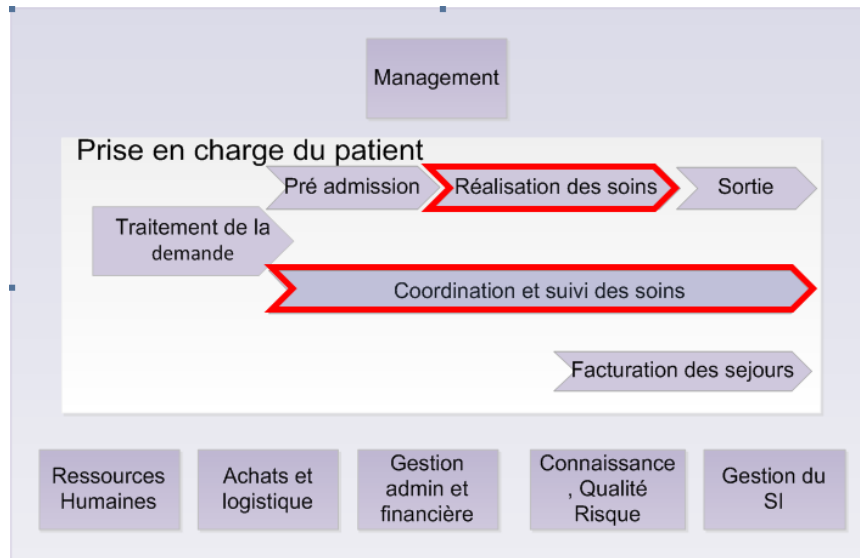 Management
Prise en charge du patient
Pré admission
Réalisation des soins
Sortie
Traitement de la
demande
Coordination et suivi des soins
Facturation des sejours
Ressources
Humaines
Achats et
logistique
Gestion
admin et
financière
Connaissance
, Qualité
Risque
Gestion du
SI